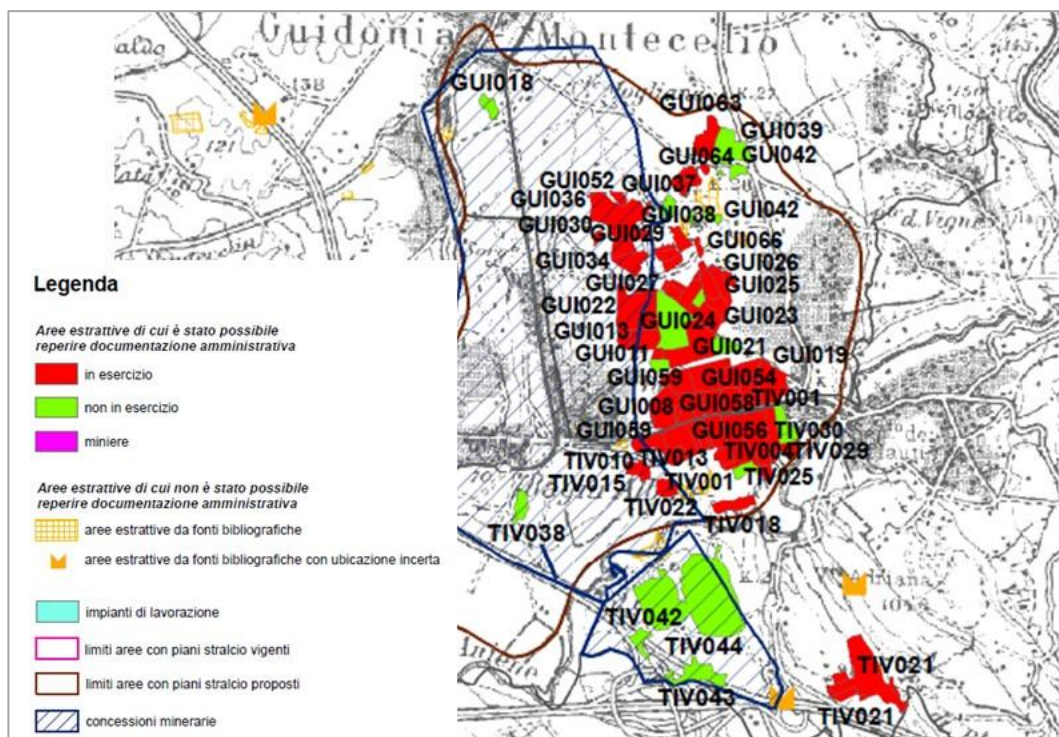 Guidonia Montecelio
GUI018
GUI063
GUI039
GUI064
GUI042
GUI052
GUI037
GUI036
GUI038
GUI042
GUI030
GUI029
GUI066
GUI034
GUI026
GUI027
GUI025
GUI022
GUI024
GUI023
GUI013
GUI021
GUI011
GUI019
GUI059
GUI054
GUI008
GUI058
TIV001
GUI059
GUI056
TIV030
TIV010
TIV013
TIV004
TIV029
TIV015
TIV001
TIV025
TIV022
TIV018
TIV038
TIV042
TIV044
TIV043
TIV021
TIV021
138
121
Legenda
Aree estrattive di cui è stato possibile
reperire documentazione amministrativa
in esercizio
non in esercizio
miniere
Aree estrattive di cui non è stato possibile
reperire documentazione amministrativa
aree estrattive da fonti bibliografiche
aree estrattive da fonti bibliografiche con ubicazione incerta
impianti di lavorazione
limiti aree con piani stralcio vigenti
limiti aree con piani stralcio proposti
concessioni minerarie